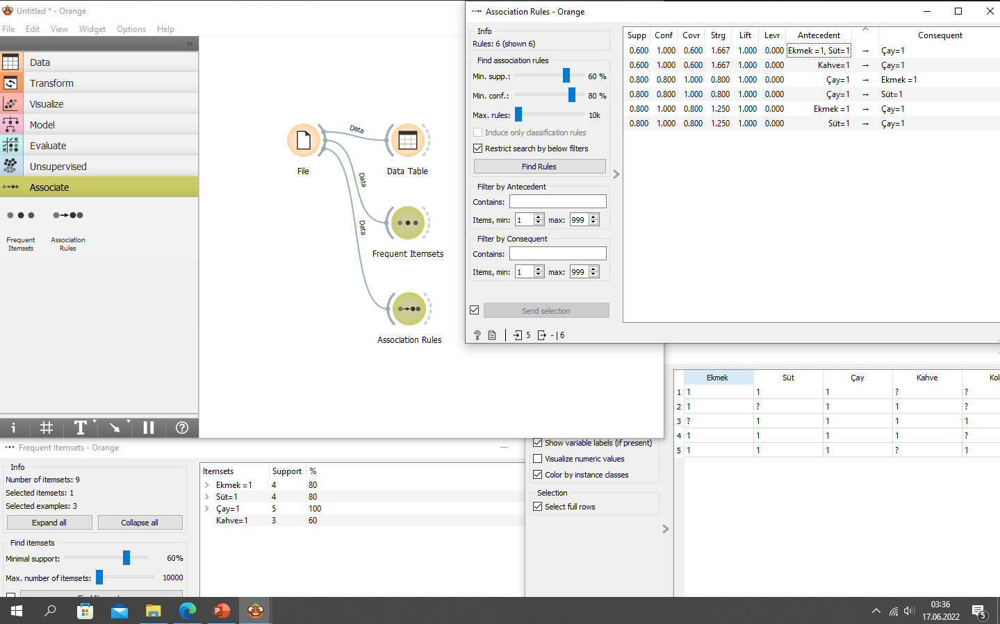 Untitled * - Orange
File Edit View Widget Options Help
«
Data
Transform
Visualize
Model
Evaluate
Unsupervised
Associate
Frequent Itemsets
Association Rules
Data
Data
Data
File
Data Table
Frequent Itemsets
Association Rules
Association Rules - Orange
Info
Rules: 6 (shown 6)
Find association rules
Min. supp.: 60 %
Min. conf.: 80 %
Max. rules: 10k
Induce only classification rules
Restrict search by below filters
Find Rules
Filter by Antecedent
Contains:
Items, min: 1 max: 999
Filter by Consequent
Contains:
Items, min: 1 max: 999
Send selection
? 5 - | 6
Supp Conf Covr Strg Lift Levr Antecedent Consequent
0.600 1.000 0.600 1.667 1.000 0.000 Ekmek =1, Süt=1 → Çay=1
0.600 1.000 0.600 1.667 1.000 0.000 Kahve=1 → Çay=1
0.800 0.800 1.000 0.800 1.000 0.000 Çay=1 → Ekmek =1
0.800 0.800 1.000 0.800 1.000 0.000 Çay=1 → Süt=1
0.800 1.000 0.800 1.250 1.000 0.000 Ekmek =1 → Çay=1
0.800 1.000 0.800 1.250 1.000 0.000 Süt=1 → Çay=1
Frequent Itemsets - Orange
Info
Number of itemsets: 9
Selected itemsets: 1
Selected examples: 3
Expand all Collapse all
Find itemsets
Minimal support: 60%
Max. number of itemsets: 10000
Itemsets Support %
Ekmek =1 4 80
Süt=1 4 80
Çay=1 5 100
Kahve=1 3 60
Show variable labels (if present)
Visualize numeric values
Color by instance classes
Selection
Select full rows
Ekmek Süt Çay Kahve Kol
1 1 1 1 ? ?
2 1 ? 1 1 ?
3 ? 1 1 1 1
4 1 1 1 1 ?
5 1 1 1 ? 1
03:36
17.06.2022
5